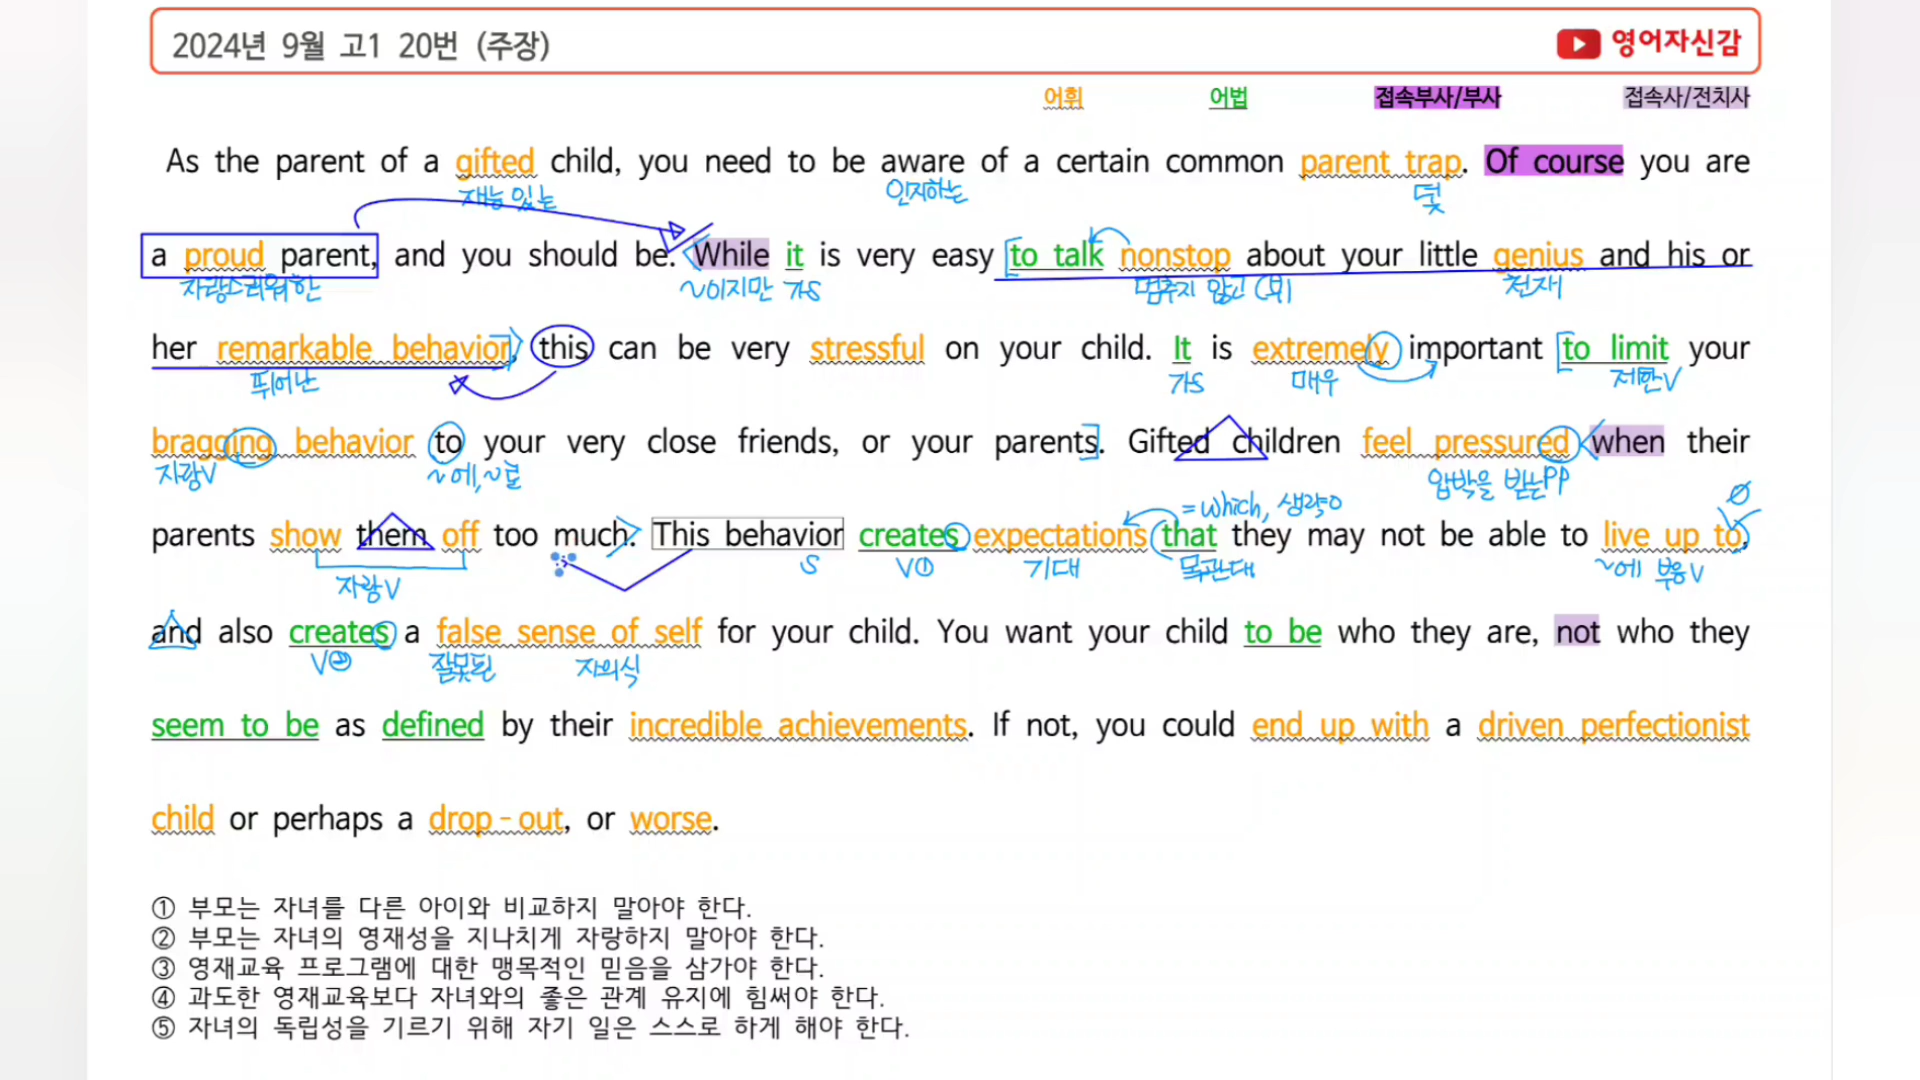 2024년 9월 고1 20번 (주장)
영어자신감
어휘 어법 접속부사/부사 접속사/전치사
As the parent of a gifted child, you need to be aware of a certain common parent trap. Of course you are
재능 있는 인지하는 덫
a proud parent, and you should be. While it is very easy to talk nonstop about your little genius and his or
자랑스러워 한 ~이지만 가S 멈추지 않고 (부) 천재
her remarkable behavior, this can be very stressful on your child. It is extremely important to limit your
뛰어난 가S 매우 제한V
bragging behavior to your very close friends, or your parents. Gifted children feel pressured when their
자랑V ~에, ~로 압박을 받는 PP
= which, 생략O
parents show them off too much. This behavior creates expectations that they may not be able to live up to,
자랑V S V① 기대 목관대 ~에 부응V
and also creates a false sense of self for your child. You want your child to be who they are, not who they
V② 잘못된 자의식
seem to be as defined by their incredible achievements. If not, you could end up with a driven perfectionist
child or perhaps a drop-out, or worse.
① 부모는 자녀를 다른 아이와 비교하지 말아야 한다.
② 부모는 자녀의 영재성을 지나치게 자랑하지 말아야 한다.
③ 영재교육 프로그램에 대한 맹목적인 믿음을 삼가야 한다.
④ 과도한 영재교육보다 자녀와의 좋은 관계 유지에 힘써야 한다.
⑤ 자녀의 독립성을 기르기 위해 자기 일은 스스로 하게 해야 한다.